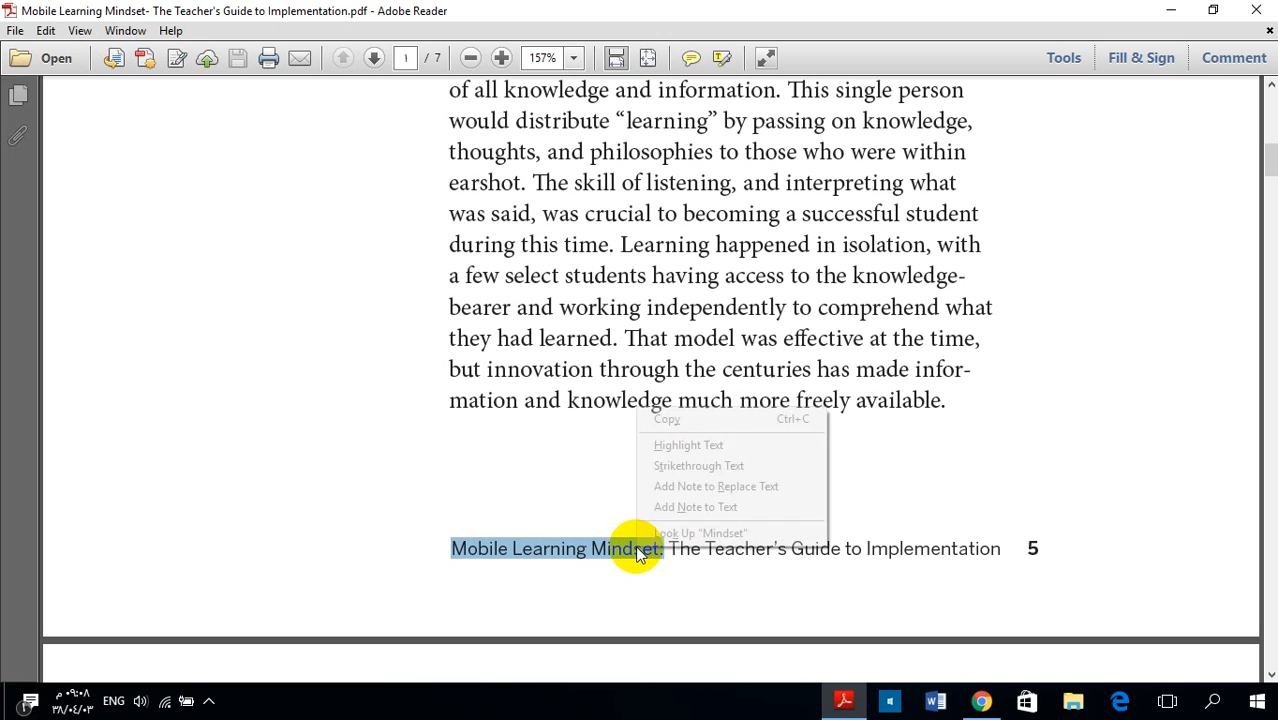 Mobile Learning Mindset- The Teacher's Guide to Implementation.pdf - Adobe Reader
File Edit View Window Help
Open ١ / 7 157% Tools Fill & Sign Comment
of all knowledge and information. This single person
would distribute “learning” by passing on knowledge,
thoughts, and philosophies to those who were within
earshot. The skill of listening, and interpreting what
was said, was crucial to becoming a successful student
during this time. Learning happened in isolation, with
a few select students having access to the knowledge-
bearer and working independently to comprehend what
they had learned. That model was effective at the time,
but innovation through the centuries has made infor-
mation and knowledge much more freely available.
Copy Ctrl+C
Highlight Text
Strikethrough Text
Add Note to Replace Text
Add Note to Text
Look Up "Mindset"
Mobile Learning Mindset: The Teacher’s Guide to Implementation 5
ENG
٠٩:٠٨ م
٣٨/٠٤/٠٣